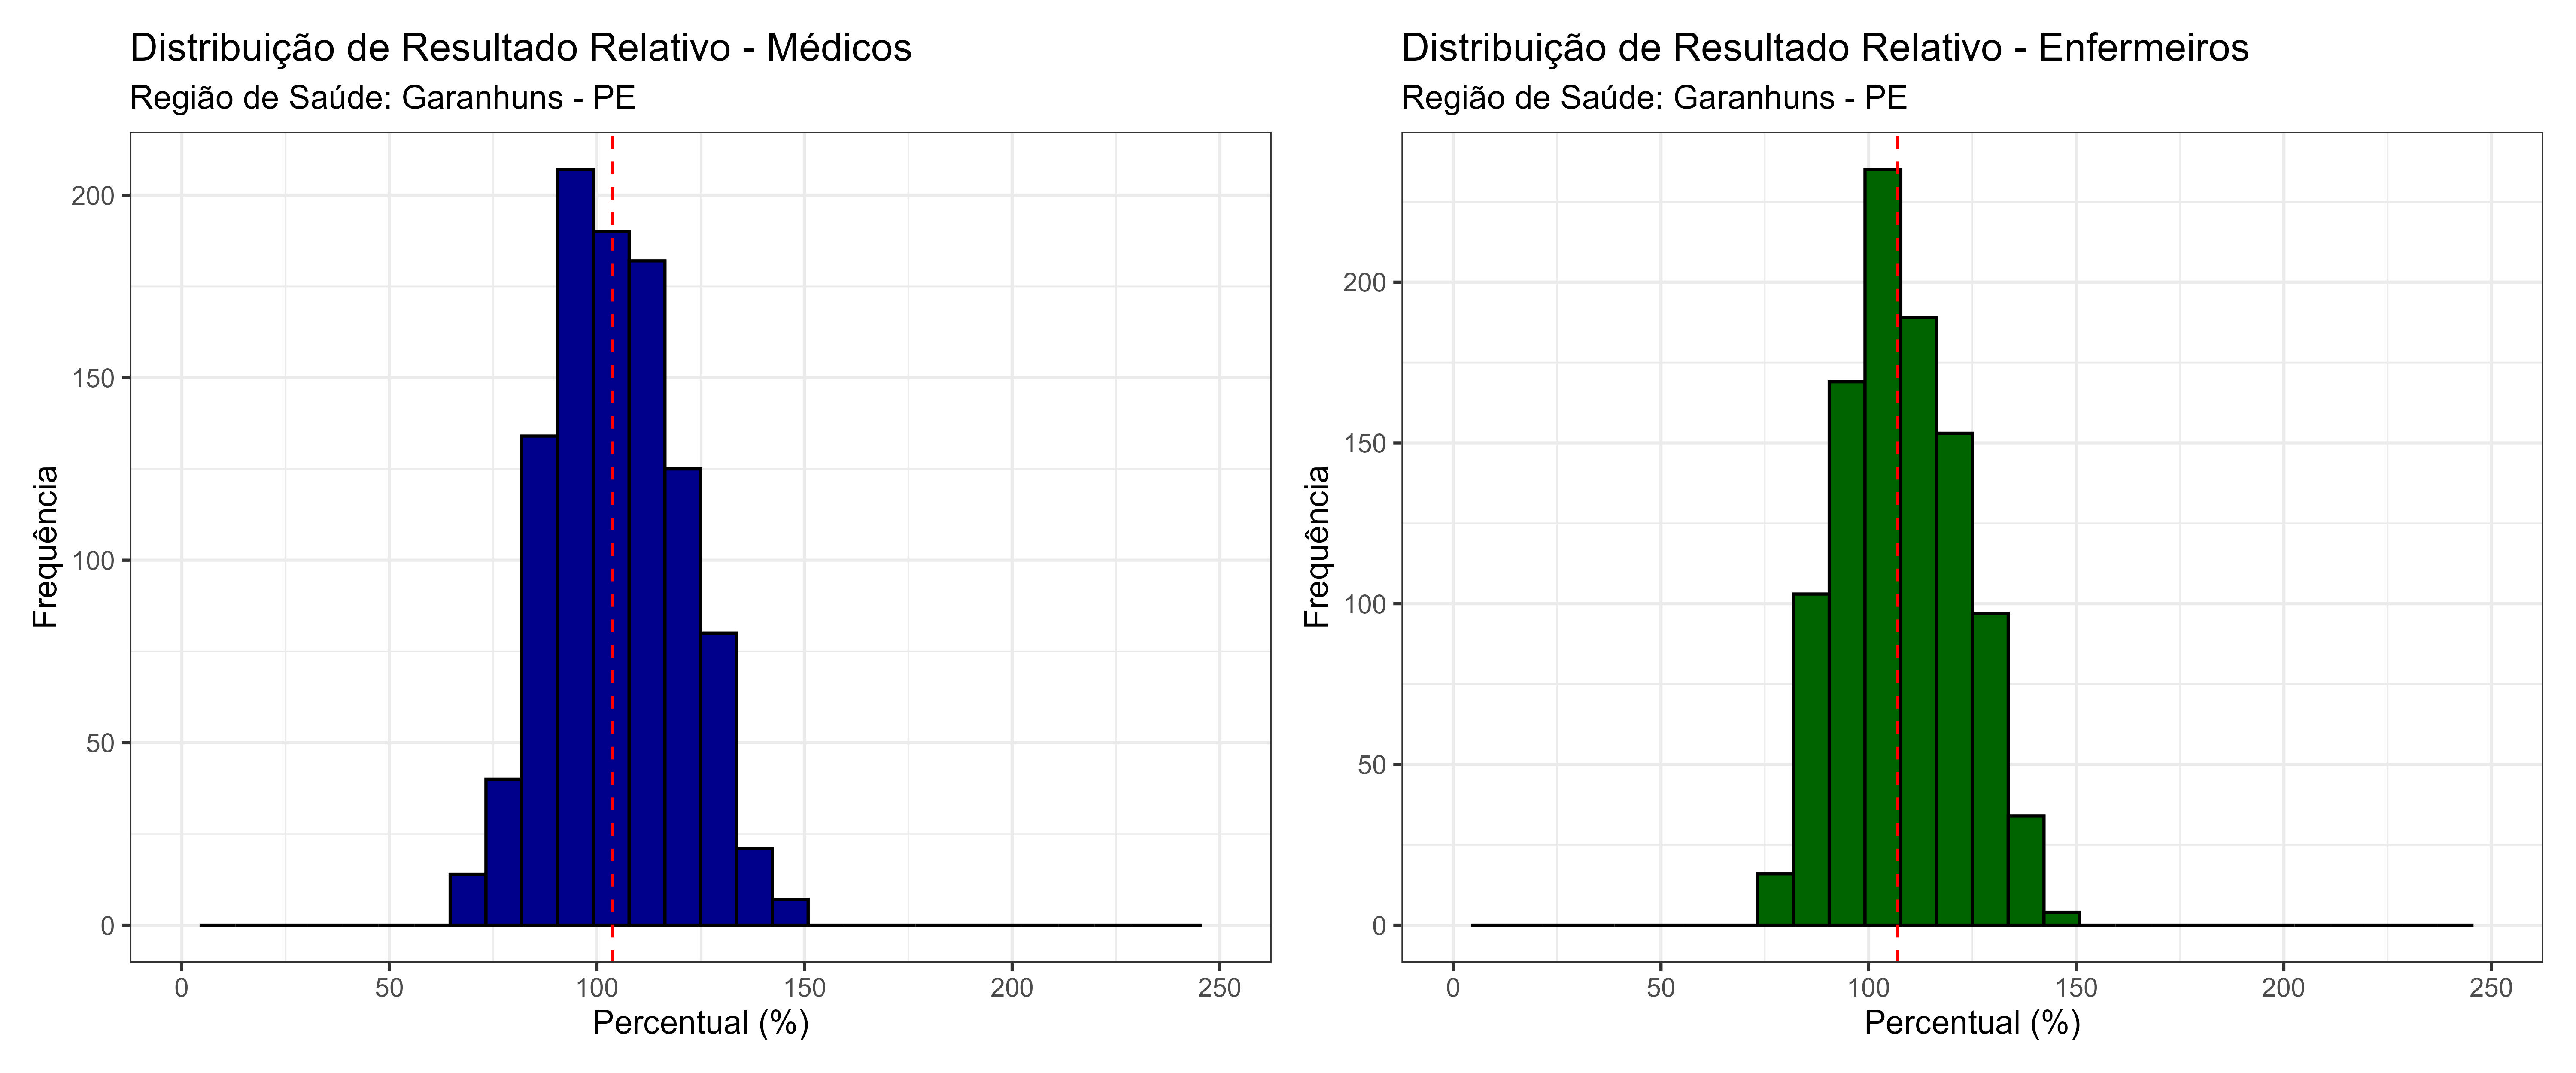 Distribuição de Resultado Relativo - Médicos
Região de Saúde: Garanhuns - PE
Frequência
200
150
100
50
0
0 50 100 150 200 250
Percentual (%)
Distribuição de Resultado Relativo - Enfermeiros
Região de Saúde: Garanhuns - PE
Frequência
200
150
100
50
0
0 50 100 150 200 250
Percentual (%)